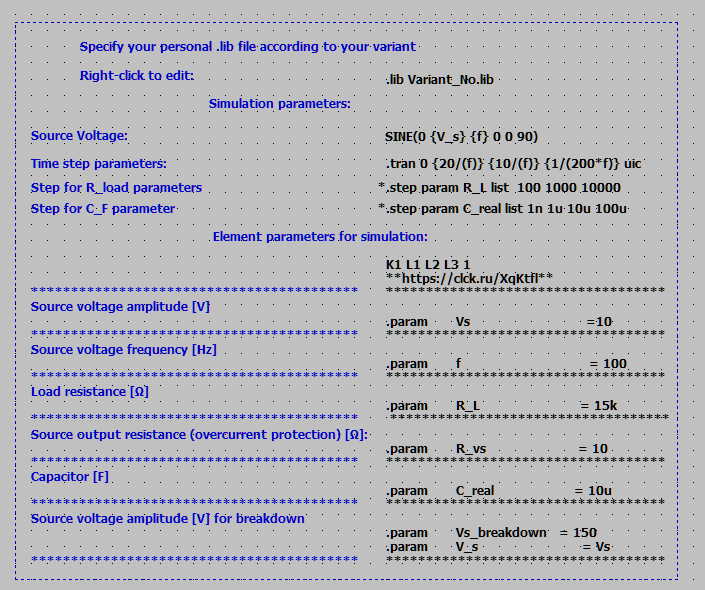 Specify your personal .lib file according to your variant
Right-click to edit: .lib Variant_No.lib
Simulation parameters:
Source Voltage: SINE(0 {V_s} {f} 0 0 90)
Time step parameters: .tran 0 {20/(f)} {10/(f)} {1/(200*f)} uic
Step for R_load parameters *.step param R_L list 100 1000 10000
Step for C_F parameter *.step param C_real list 1n 1u 10u 100u
Element parameters for simulation:
K1 L1 L2 L3 1
**https://clck.ru/XqKtfl**
***************************************** ***********************************
Source voltage amplitude [V]
.param Vs =10
***************************************** ***********************************
Source voltage frequency [Hz]
.param f = 100
***************************************** ***********************************
Load resistance [Ω]
.param R_L = 15k
***************************************** ***********************************
Source output resistance (overcurrent protection) [Ω]:
.param R_vs = 10
***************************************** ***********************************
Capacitor [F]
.param C_real = 10u
***************************************** ***********************************
Source voltage amplitude [V] for breakdown
.param Vs_breakdown = 150
.param V_s = Vs
***************************************** ***********************************